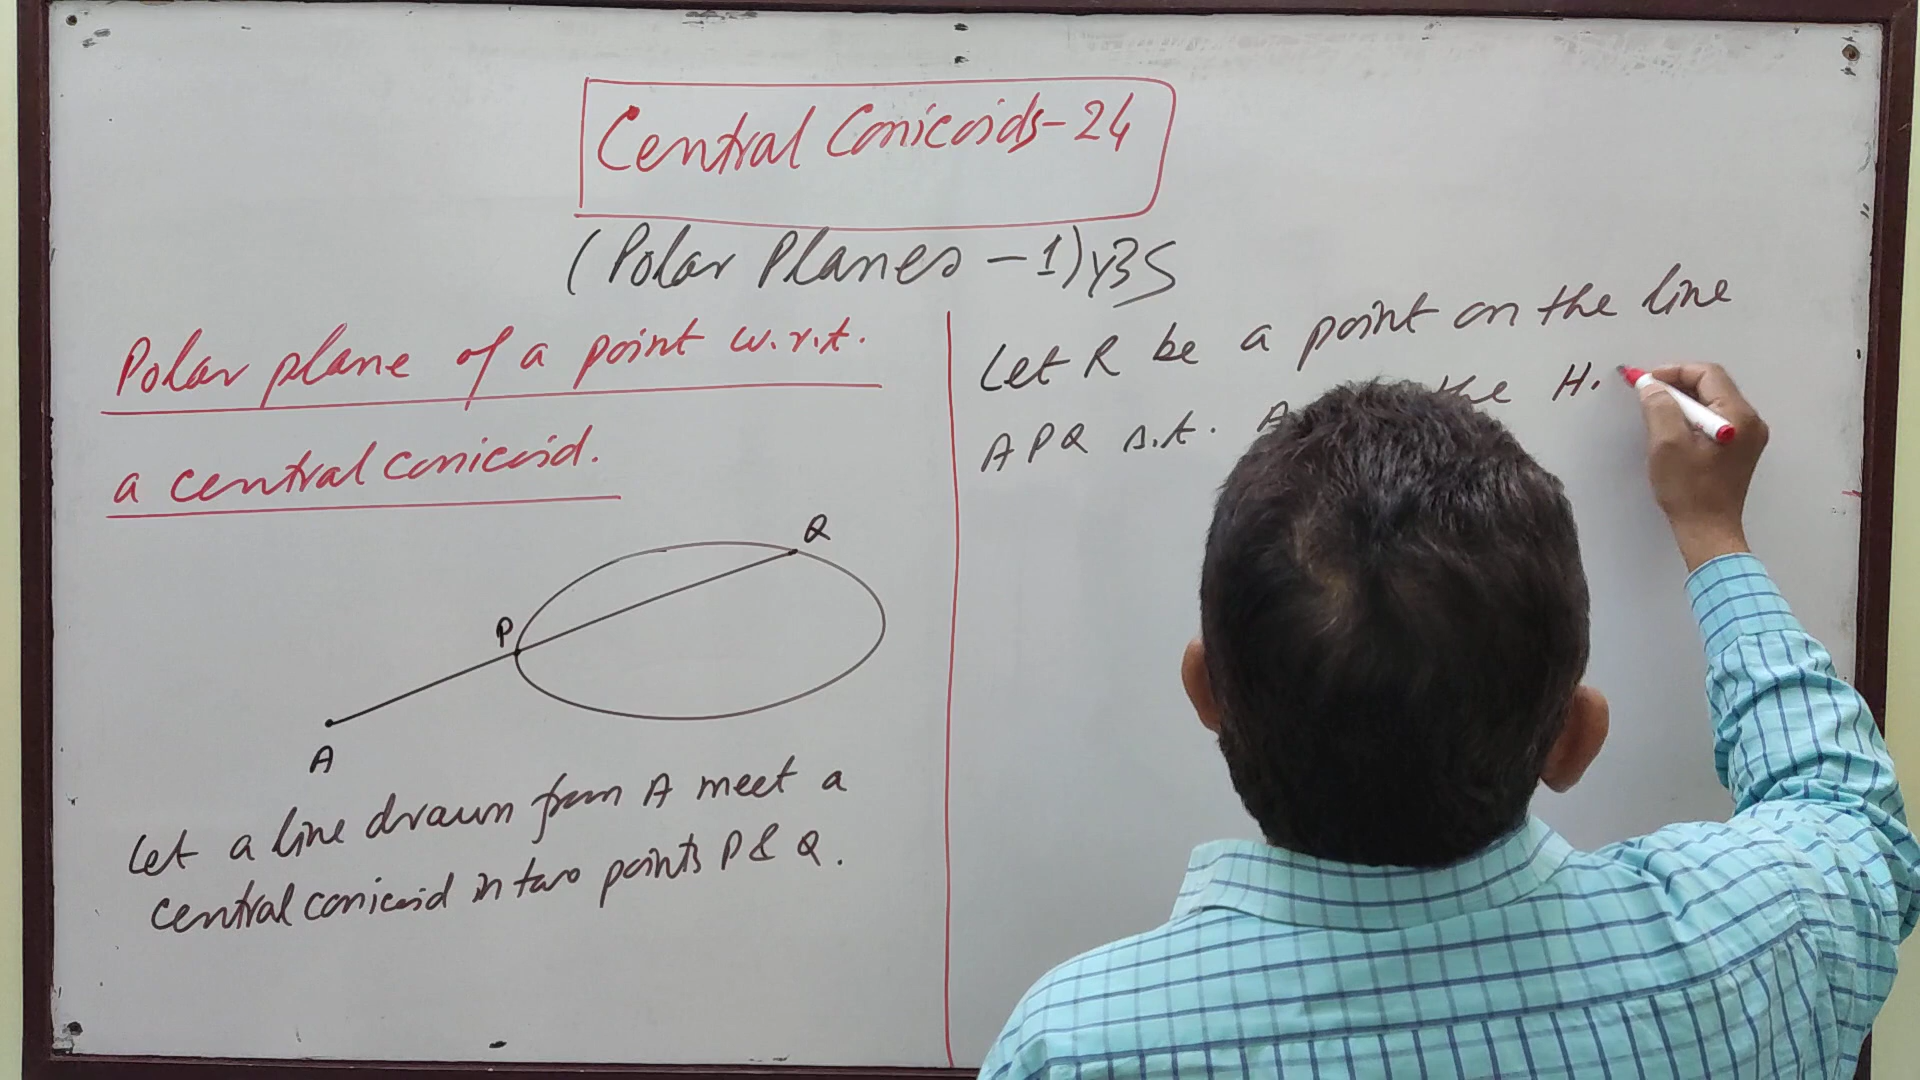 Central Conicoids-24
(Polar Planes - 1) YBS
Polar plane of a point w.r.t.
a central conicoid.
Q
P
A
Let a line drawn from A meet a
central conicoid in two points P & Q.
Let R be a point on the line
APQ s.t. the H.